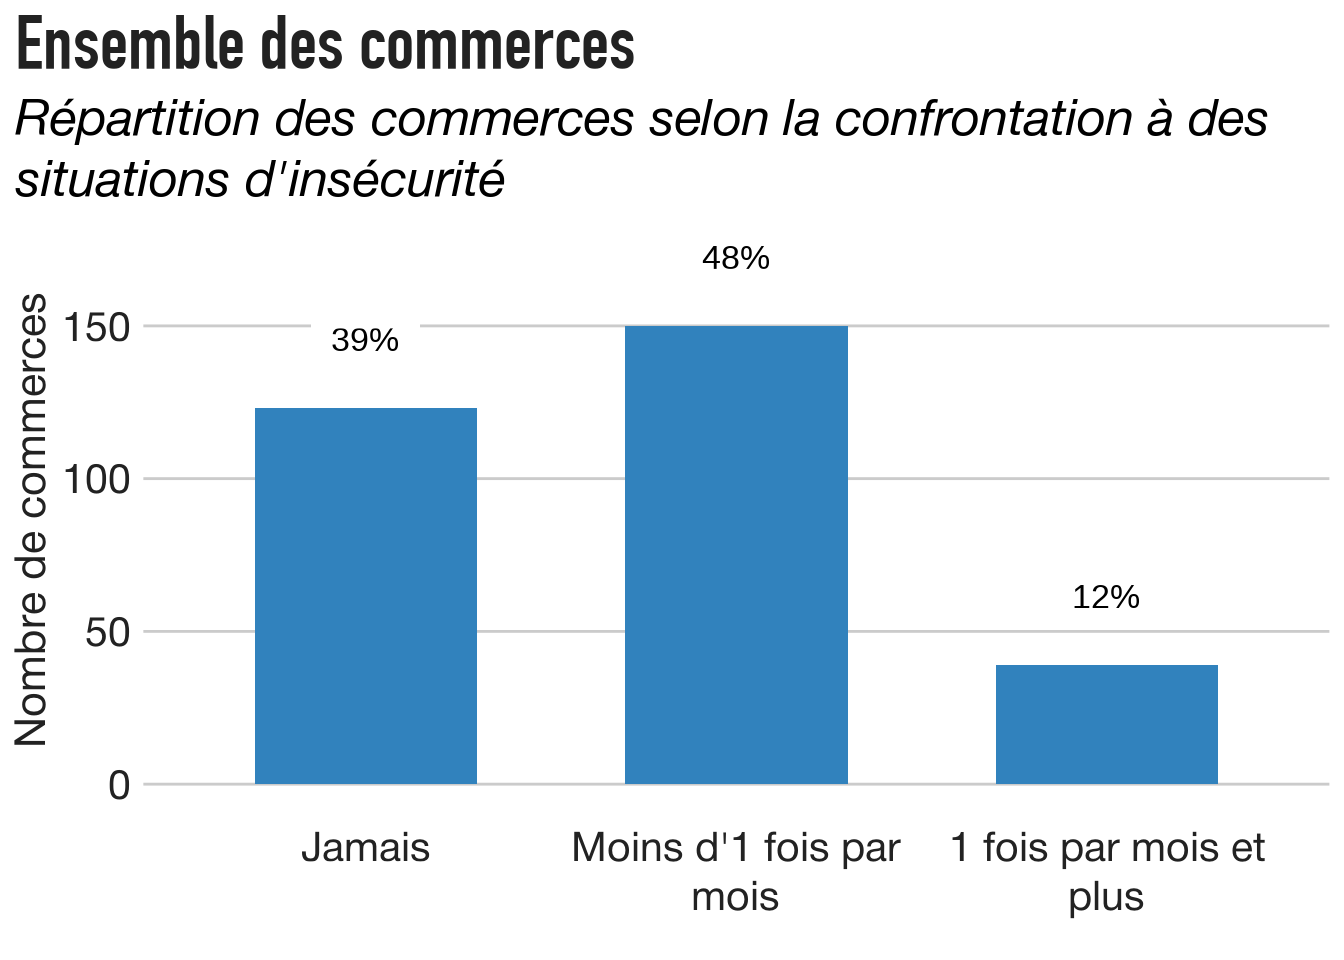 Ensemble des commerces
Répartition des commerces selon la confrontation à des
situations d'insécurité
Nombre de commerces
150
100
50
0
39%
48%
12%
Jamais
Moins d'1 fois par
mois
1 fois par mois et
plus